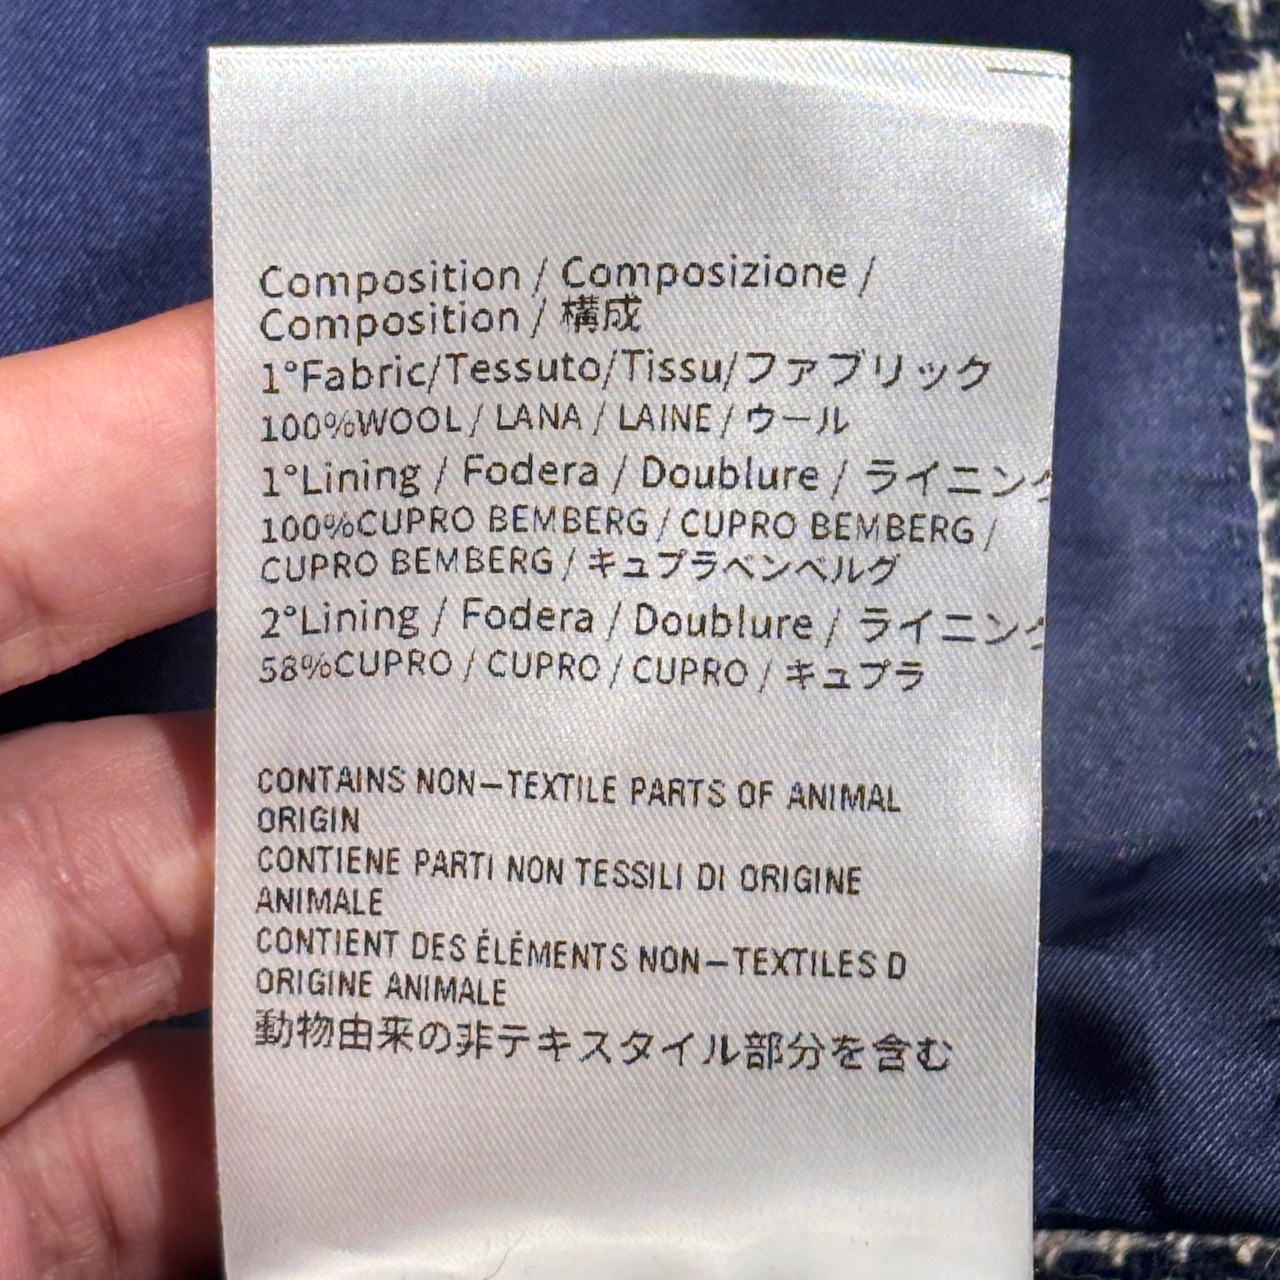 Composition / Composizione /
Composition / 構成
1°Fabric/Tessuto/Tissu/ファブリック
100%WOOL / LANA / LAINE / ウール
1°Lining / Fodera / Doublure / ライニング
100%CUPRO BEMBERG / CUPRO BEMBERG /
CUPRO BEMBERG / キュプラベンベルグ
2°Lining / Fodera / Doublure / ライニング
58%CUPRO / CUPRO / CUPRO / キュプラ
CONTAINS NON-TEXTILE PARTS OF ANIMAL
ORIGIN
CONTIENE PARTI NON TESSILI DI ORIGINE
ANIMALE
CONTIENT DES ÉLÉMENTS NON-TEXTILES D
ORIGINE ANIMALE
動物由来の非テキスタイル部分を含む